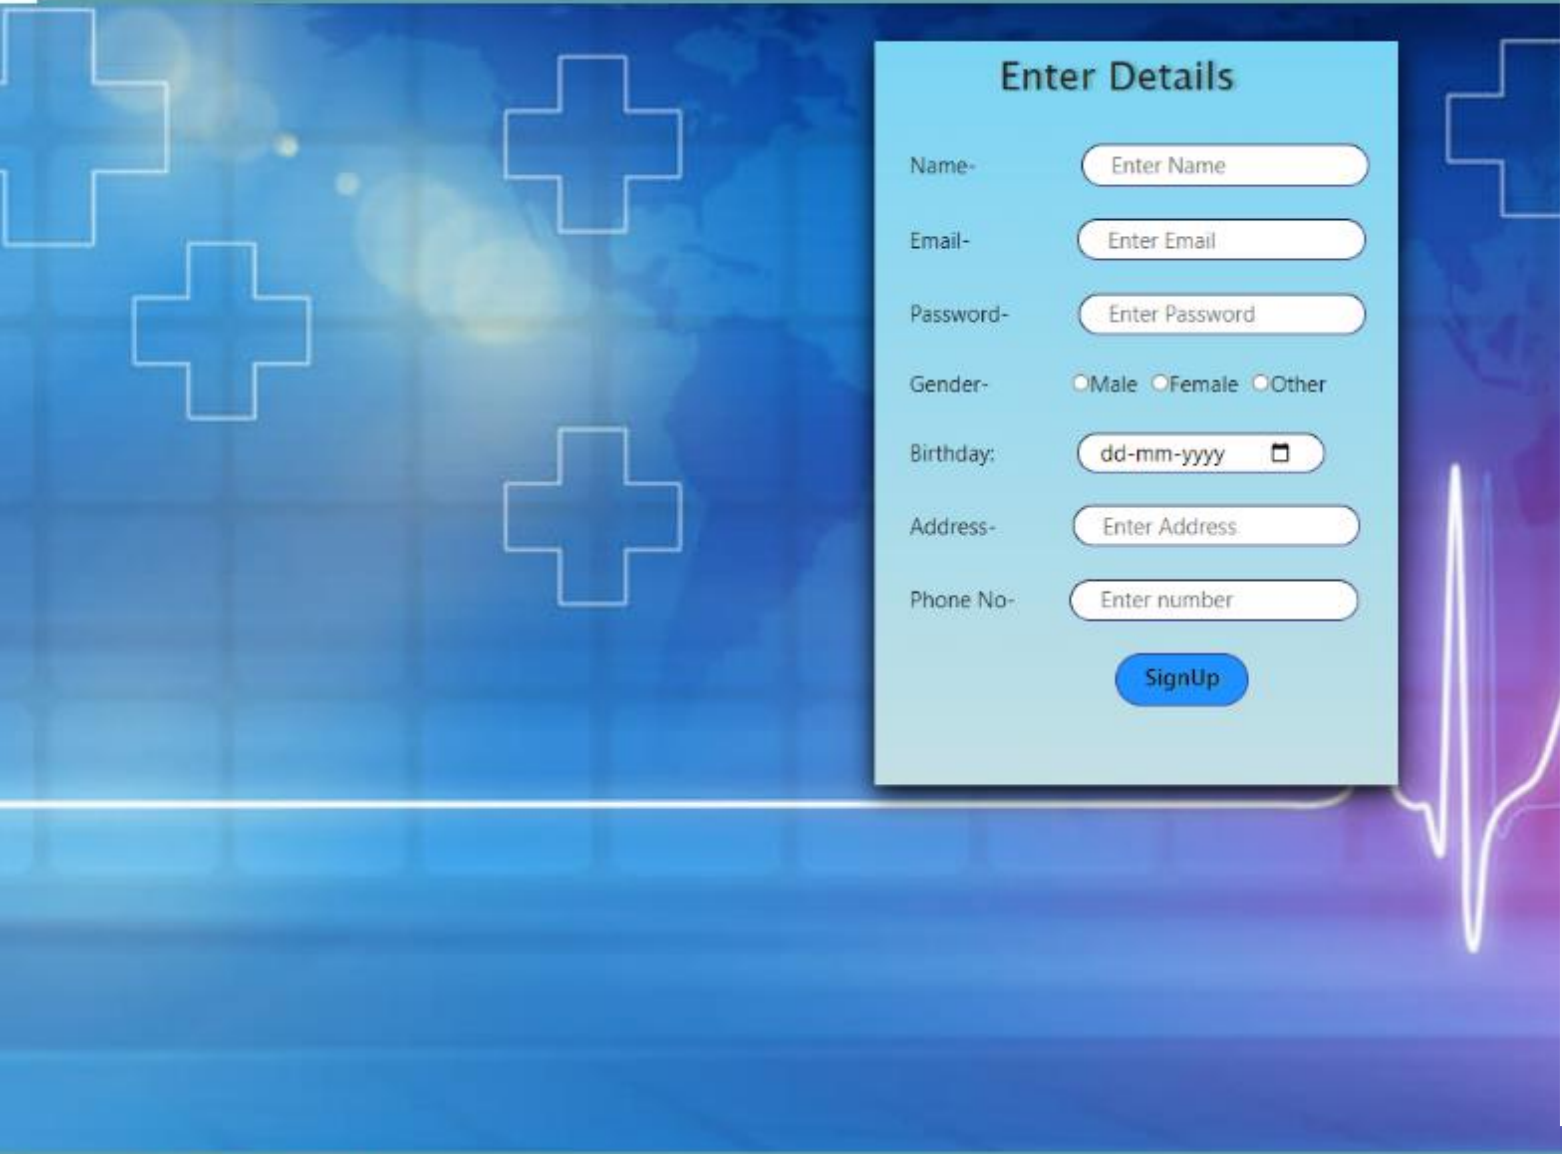 Enter Details
Name- Enter Name
Email- Enter Email
Password- Enter Password
Gender- Male Female Other
Birthday: dd-mm-yyyy
Address- Enter Address
Phone No- Enter number
SignUp